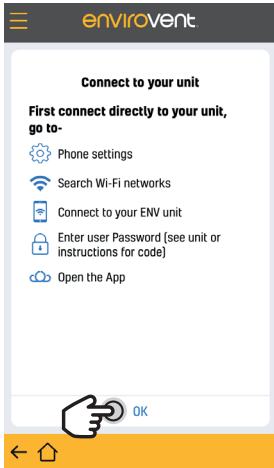 envirovent
Connect to your unit
First connect directly to your unit,
go to-
Phone settings
Search Wi-Fi networks
Connect to your ENV unit
Enter user Password (see unit or
instructions for code)
Open the App
OK